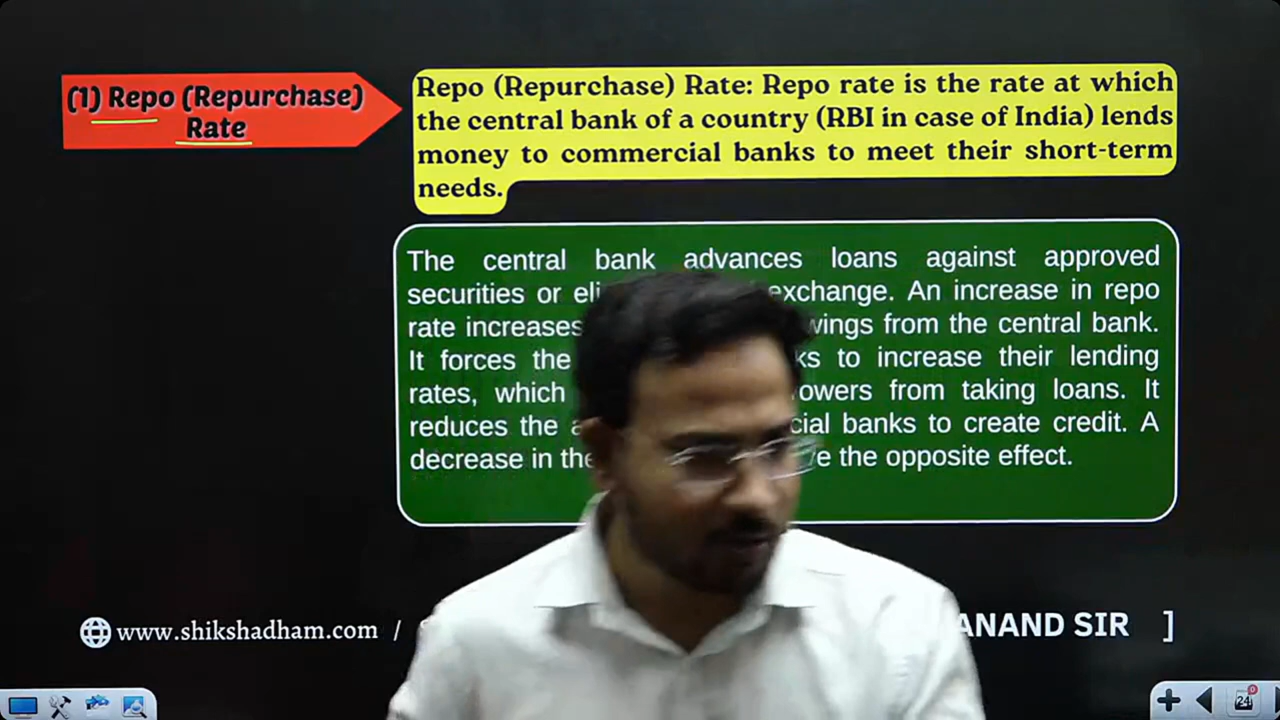 (1) Repo (Repurchase)
Rate
Repo (Repurchase) Rate: Repo rate is the rate at which
the central bank of a country (RBI in case of India) lends
money to commercial banks to meet their short-term
needs.
The central bank advances loans against approved
securities or exchange. An increase in repo
rate increases from the central bank.
It forces the to increase their lending
rates, which from taking loans. It
reduces the banks to create credit. A
decrease in the opposite effect.
www.shikshadham.com /
ANAND SIR ]
24